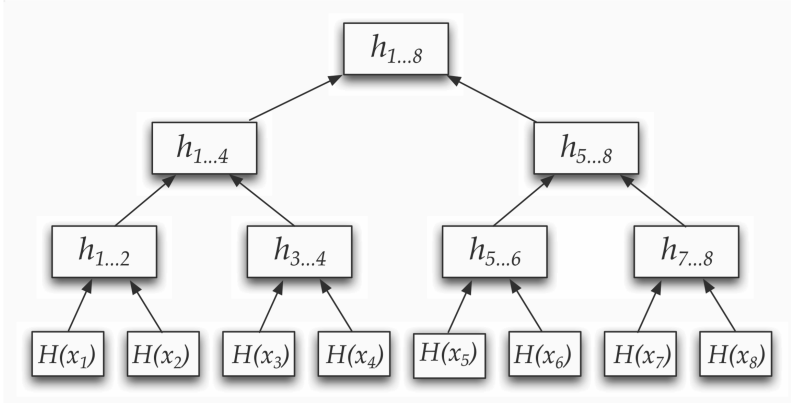 h₁...₈
h₁...₄ h₅...₈
h₁...₂ h₃...₄ h₅...₆ h₇...₈
H(x₁) H(x₂) H(x₃) H(x₄) H(x₅) H(x₆) H(x₇) H(x₈)